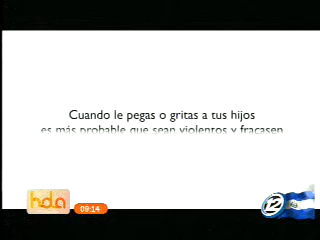 Cuando le pegas o gritas a tus hijos
es más probable que sean violentos y fracasen
hda
09:14
12